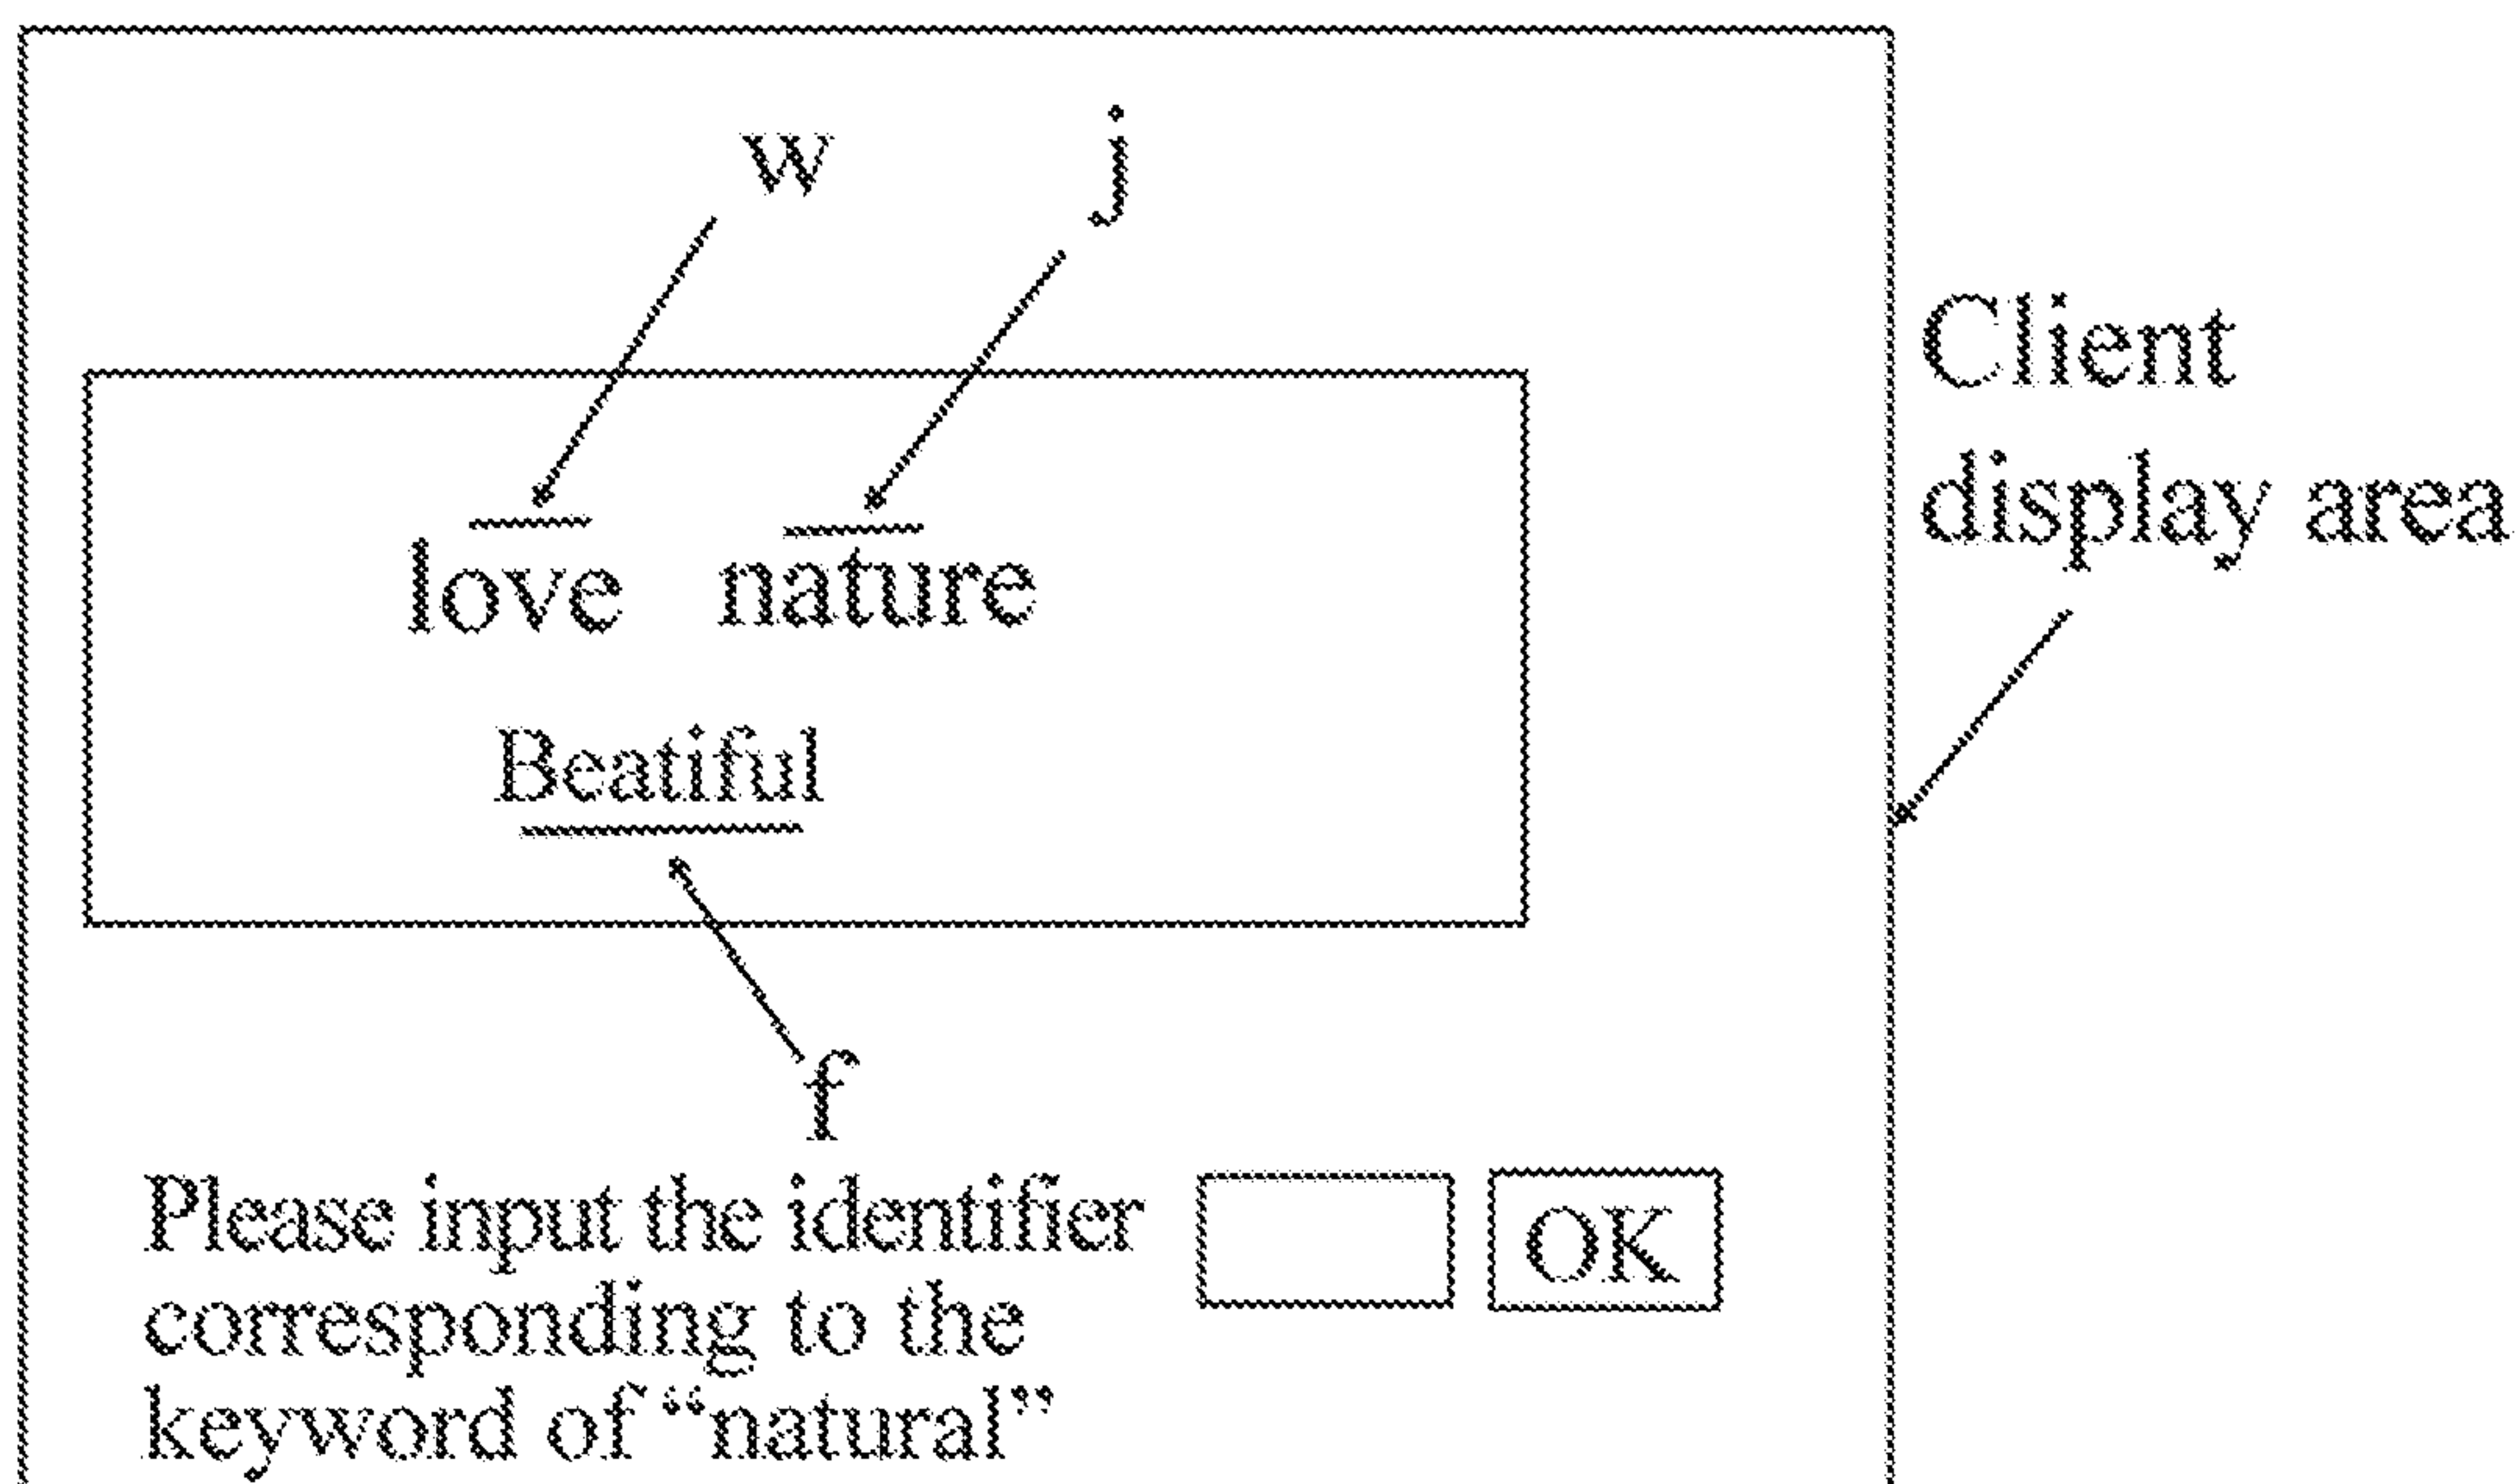 w j
Client
display area
love nature
Beatiful
f
Please input the identifier
corresponding to the
keyword of “natural”
OK